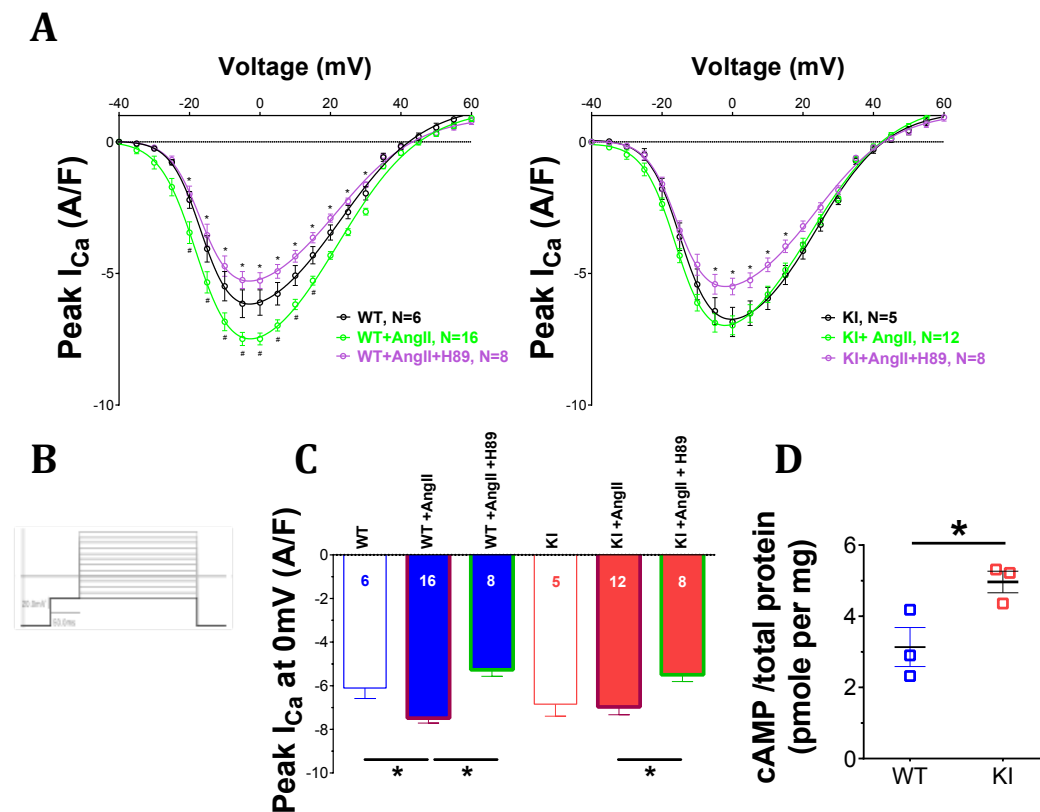 A
Voltage (mV)
-40 -20 0 20 40 60
0
-5
-10
Peak I_Ca (A/F)
* * * * * * * * * * *
# # # # # # # # #
WT, N=6
WT+AngII, N=16
WT+AngII+H89, N=8
Voltage (mV)
-40 -20 0 20 40 60
0
-5
-10
Peak I_Ca (A/F)
* * * * * *
KI, N=5
KI+ AngII, N=12
KI+AngII+H89, N=8
B
20.0mV
50.0ms
C
WT
WT +AngII
WT +AngII +H89
KI
KI +AngII
KI +AngII + H89
Peak I_Ca at 0mV (A/F)
0
-2
-4
-6
-8
-10
6 16 8 5 12 8
* * *
D
cAMP /total protein
(pmole per mg)
6
4
2
0
*
WT KI